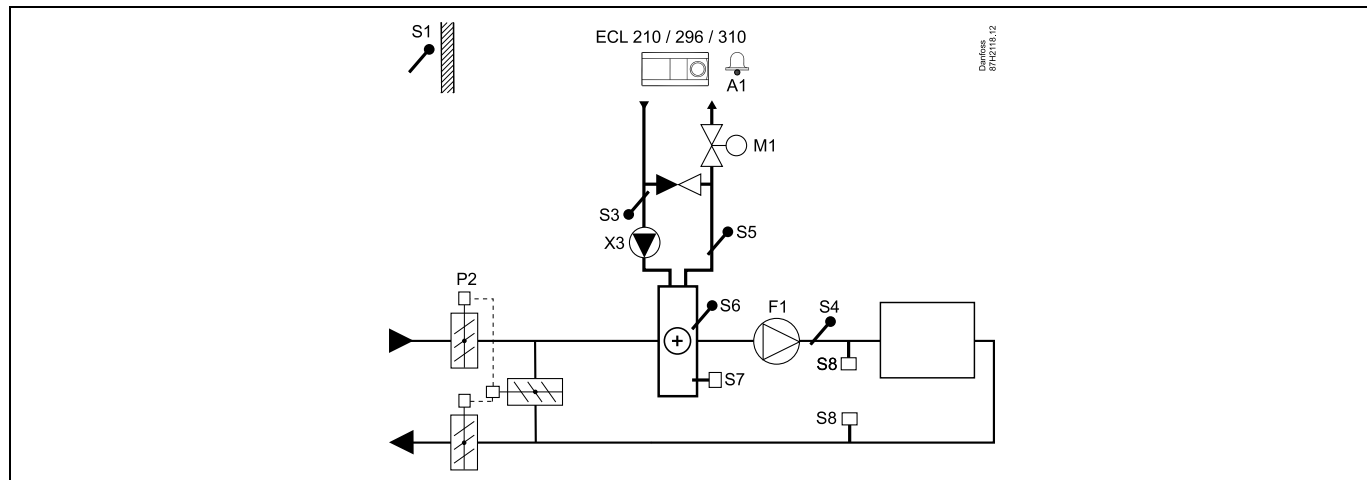 S1
ECL 210 / 296 / 310
A1
Danfoss
87H2118.12
M1
S3
S5
X3
P2
S6
F1
S4
S8
S7
S8